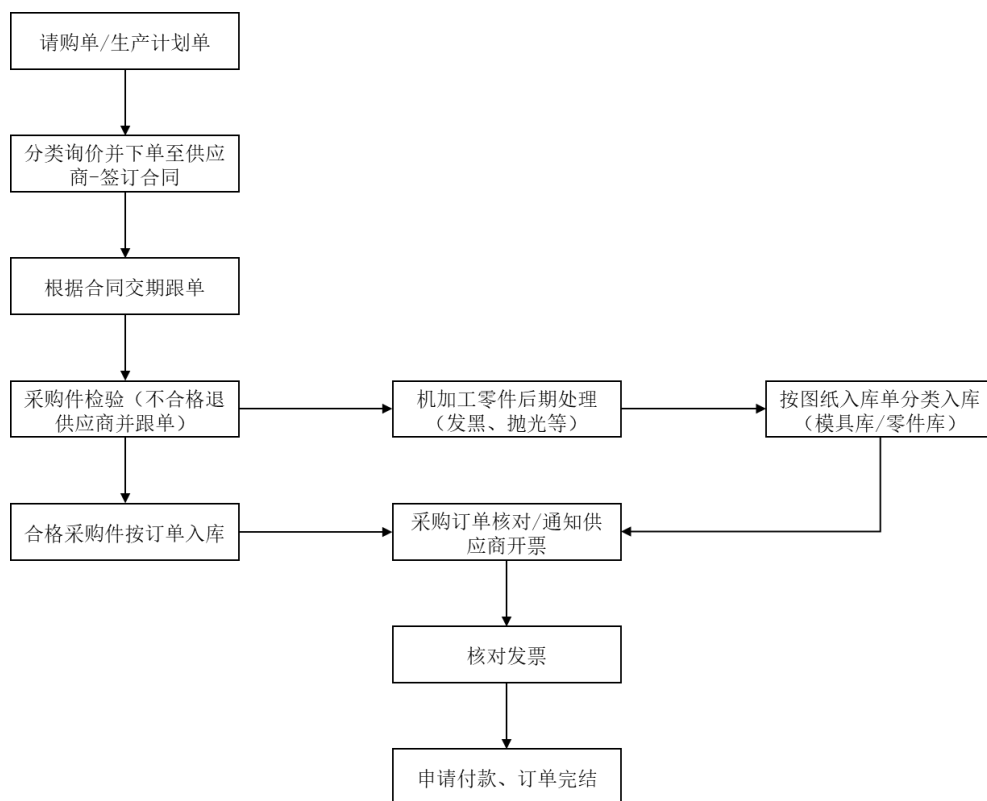 请购单/生产计划单
分类询价并下单至供应
商-签订合同
根据合同交期跟单
采购件检验（不合格退
供应商并跟单）
机加工零件后期处理
（发黑、抛光等）
按图纸入库单分类入库
（模具库/零件库）
合格采购件按订单入库
采购订单核对/通知供
应商开票
核对发票
申请付款、订单完结